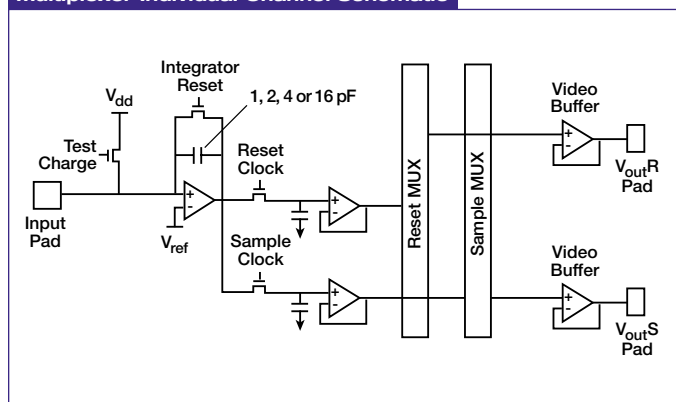 Multiplexer Individual Channel Schematic
Integrator
Reset
1, 2, 4 or 16 pF
Vdd
Test
Charge
Input
Pad
+
-
Vref
Reset
Clock
+
-
Sample
Clock
+
-
Reset MUX
Sample MUX
Video
Buffer
+
-
VoutR
Pad
Video
Buffer
+
-
VoutS
Pad